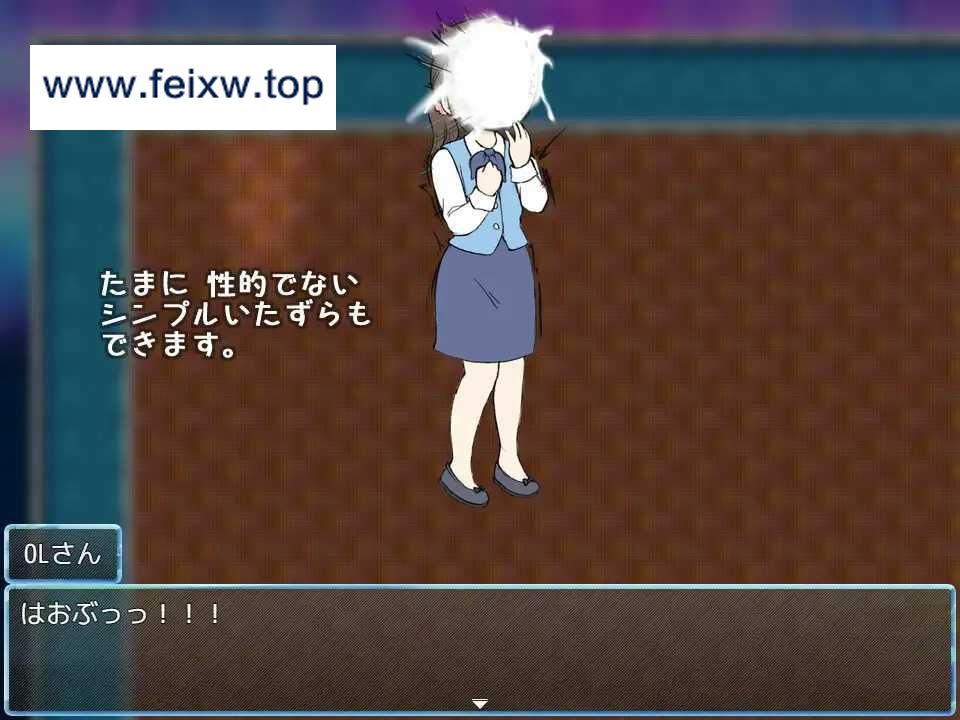 www.feixw.top
たまに 性的でない
シンプルいたずらも
できます。
OLさん
はおぶっっ！！！